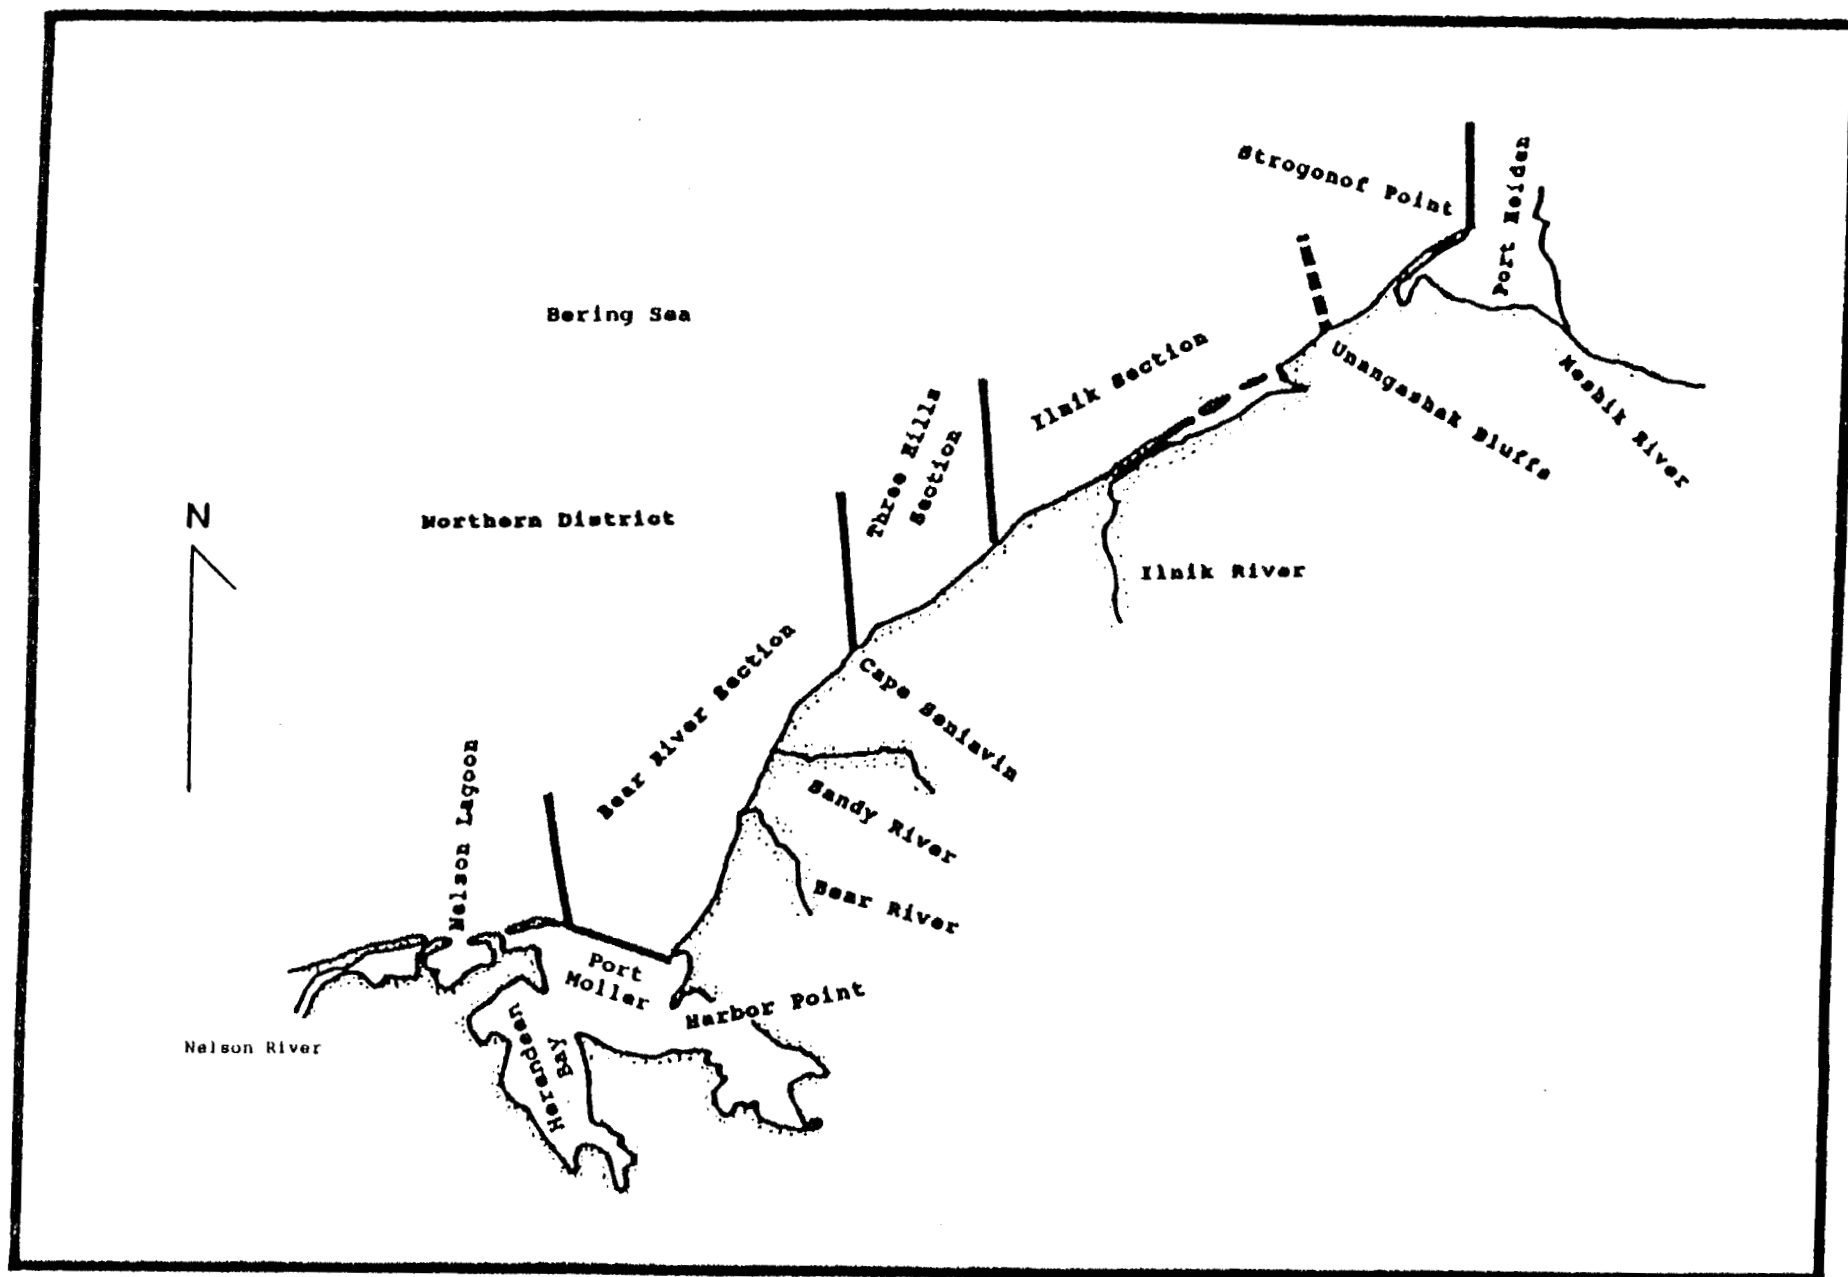 Strogonof Point
Port Heiden
Bering Sea
Ilnik Section
Unangashak Bluffs
Meshik River
Three Hills
Section
N
Northern District
Ilnik River
Bear River Section
Cape Seniavin
Nelson Lagoon
Sandy River
Bear River
Port
Moller
Harbor Point
Herendeen
Bay
Nelson River